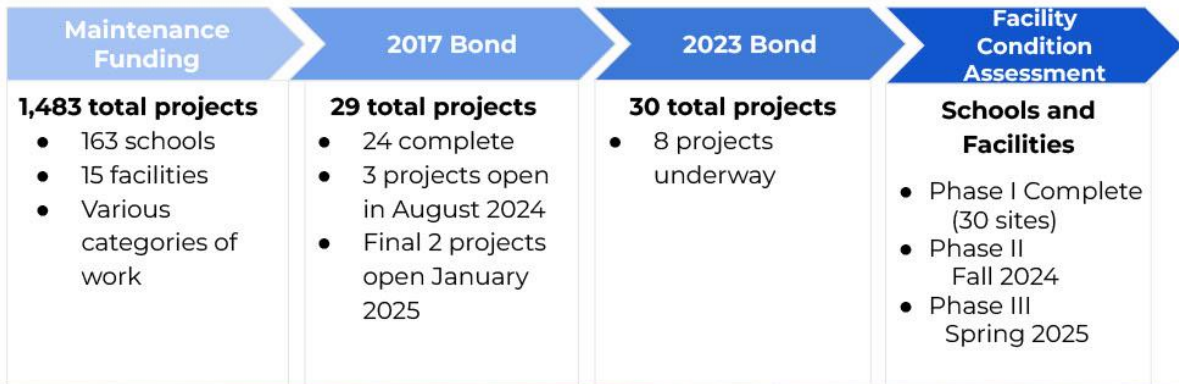 Maintenance
Funding
1,483 total projects
● 163 schools
● 15 facilities
● Various
categories of
work
2017 Bond
29 total projects
● 24 complete
● 3 projects open
in August 2024
● Final 2 projects
open January
2025
2023 Bond
30 total projects
● 8 projects
underway
Facility
Condition
Assessment
Schools and
Facilities
● Phase I Complete
(30 sites)
● Phase II
Fall 2024
● Phase III
Spring 2025